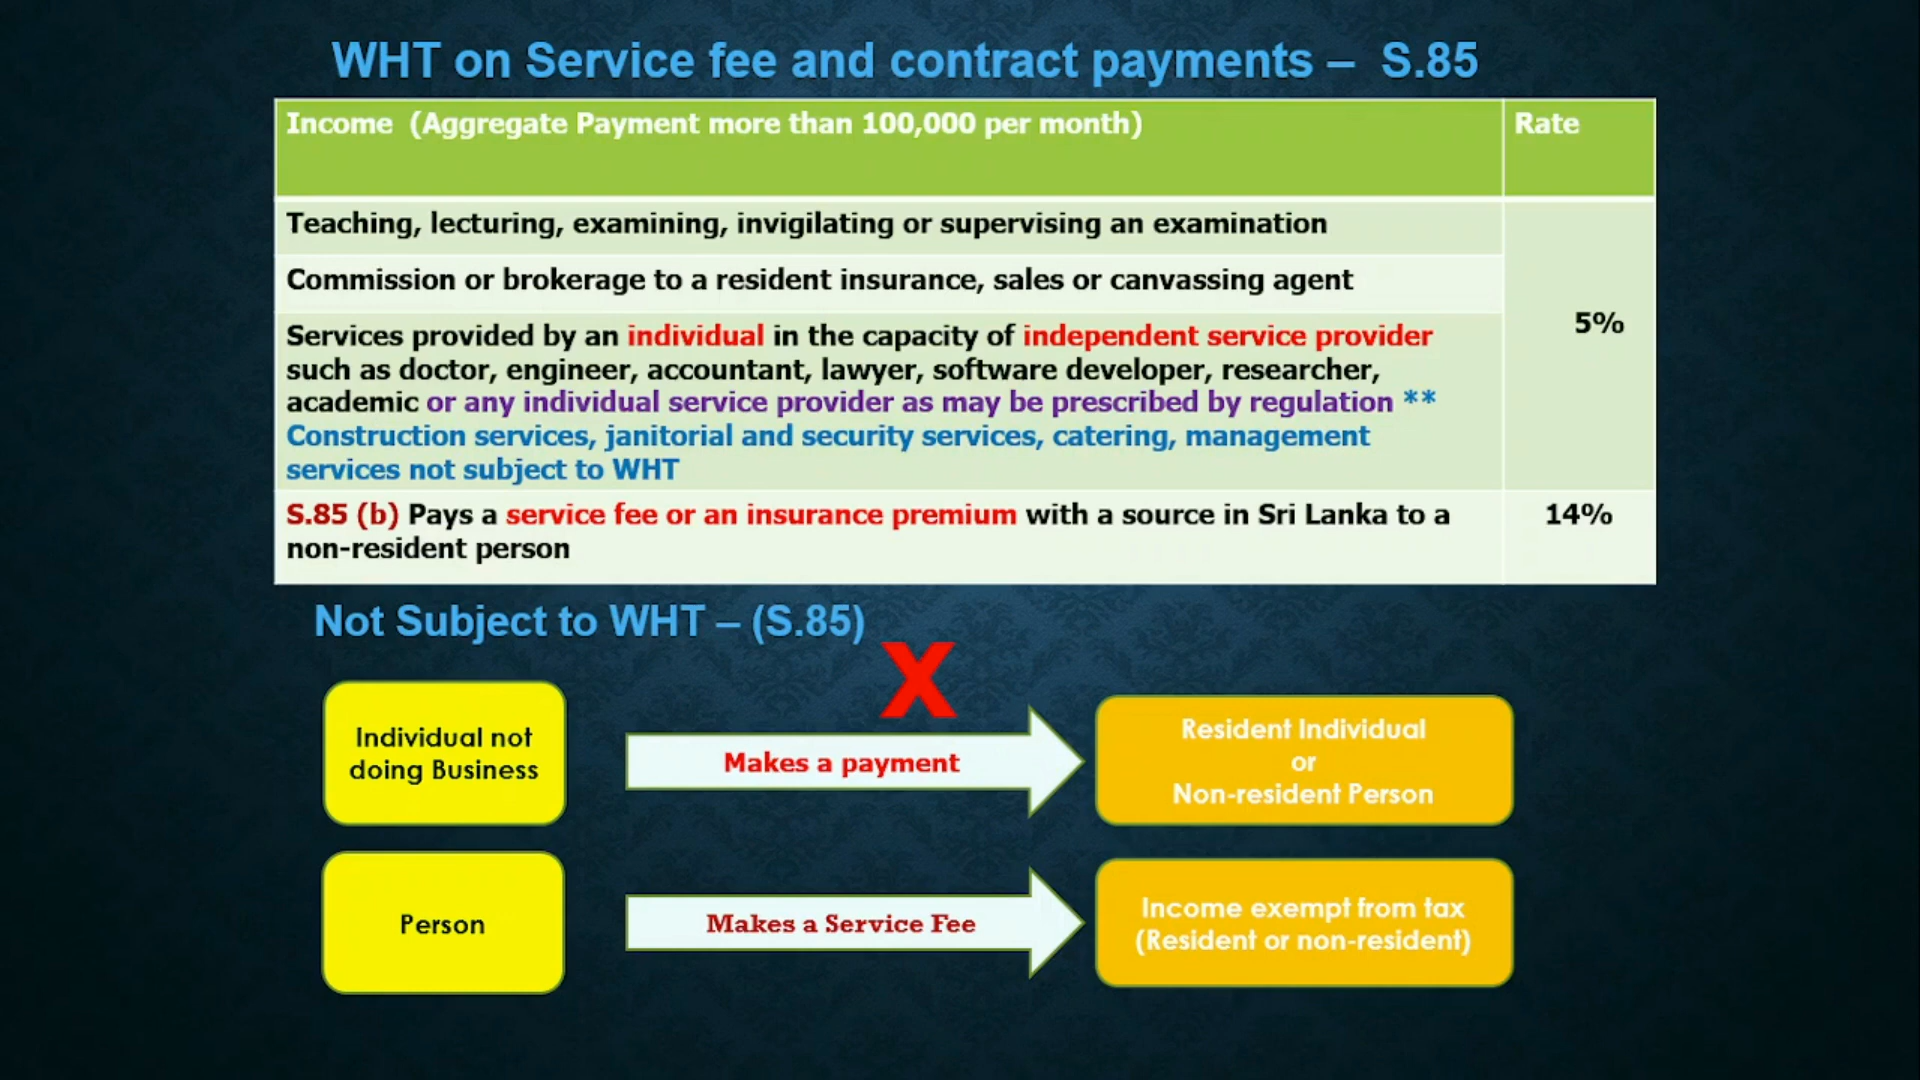 WHT on Service fee and contract payments – S.85
Income (Aggregate Payment more than 100,000 per month)
Rate
Teaching, lecturing, examining, invigilating or supervising an examination
Commission or brokerage to a resident insurance, sales or canvassing agent
Services provided by an individual in the capacity of independent service provider
such as doctor, engineer, accountant, lawyer, software developer, researcher,
academic or any individual service provider as may be prescribed by regulation **
Construction services, janitorial and security services, catering, management
services not subject to WHT
5%
S.85 (b) Pays a service fee or an insurance premium with a source in Sri Lanka to a
non-resident person
14%
Not Subject to WHT – (S.85)
X
Individual not
doing Business
Makes a payment
Resident Individual
or
Non-resident Person
Person
Makes a Service Fee
Income exempt from tax
(Resident or non-resident)